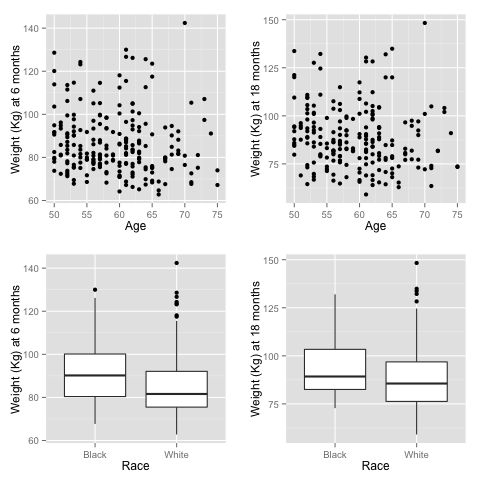 Weight (Kg) at 6 months
140
120
100
80
60
50 55 60 65 70 75
Age
Weight (Kg) at 18 months
150
125
100
75
50 55 60 65 70 75
Age
Weight (Kg) at 6 months
140
120
100
80
60
Black White
Race
Weight (Kg) at 18 months
150
125
100
75
Black White
Race